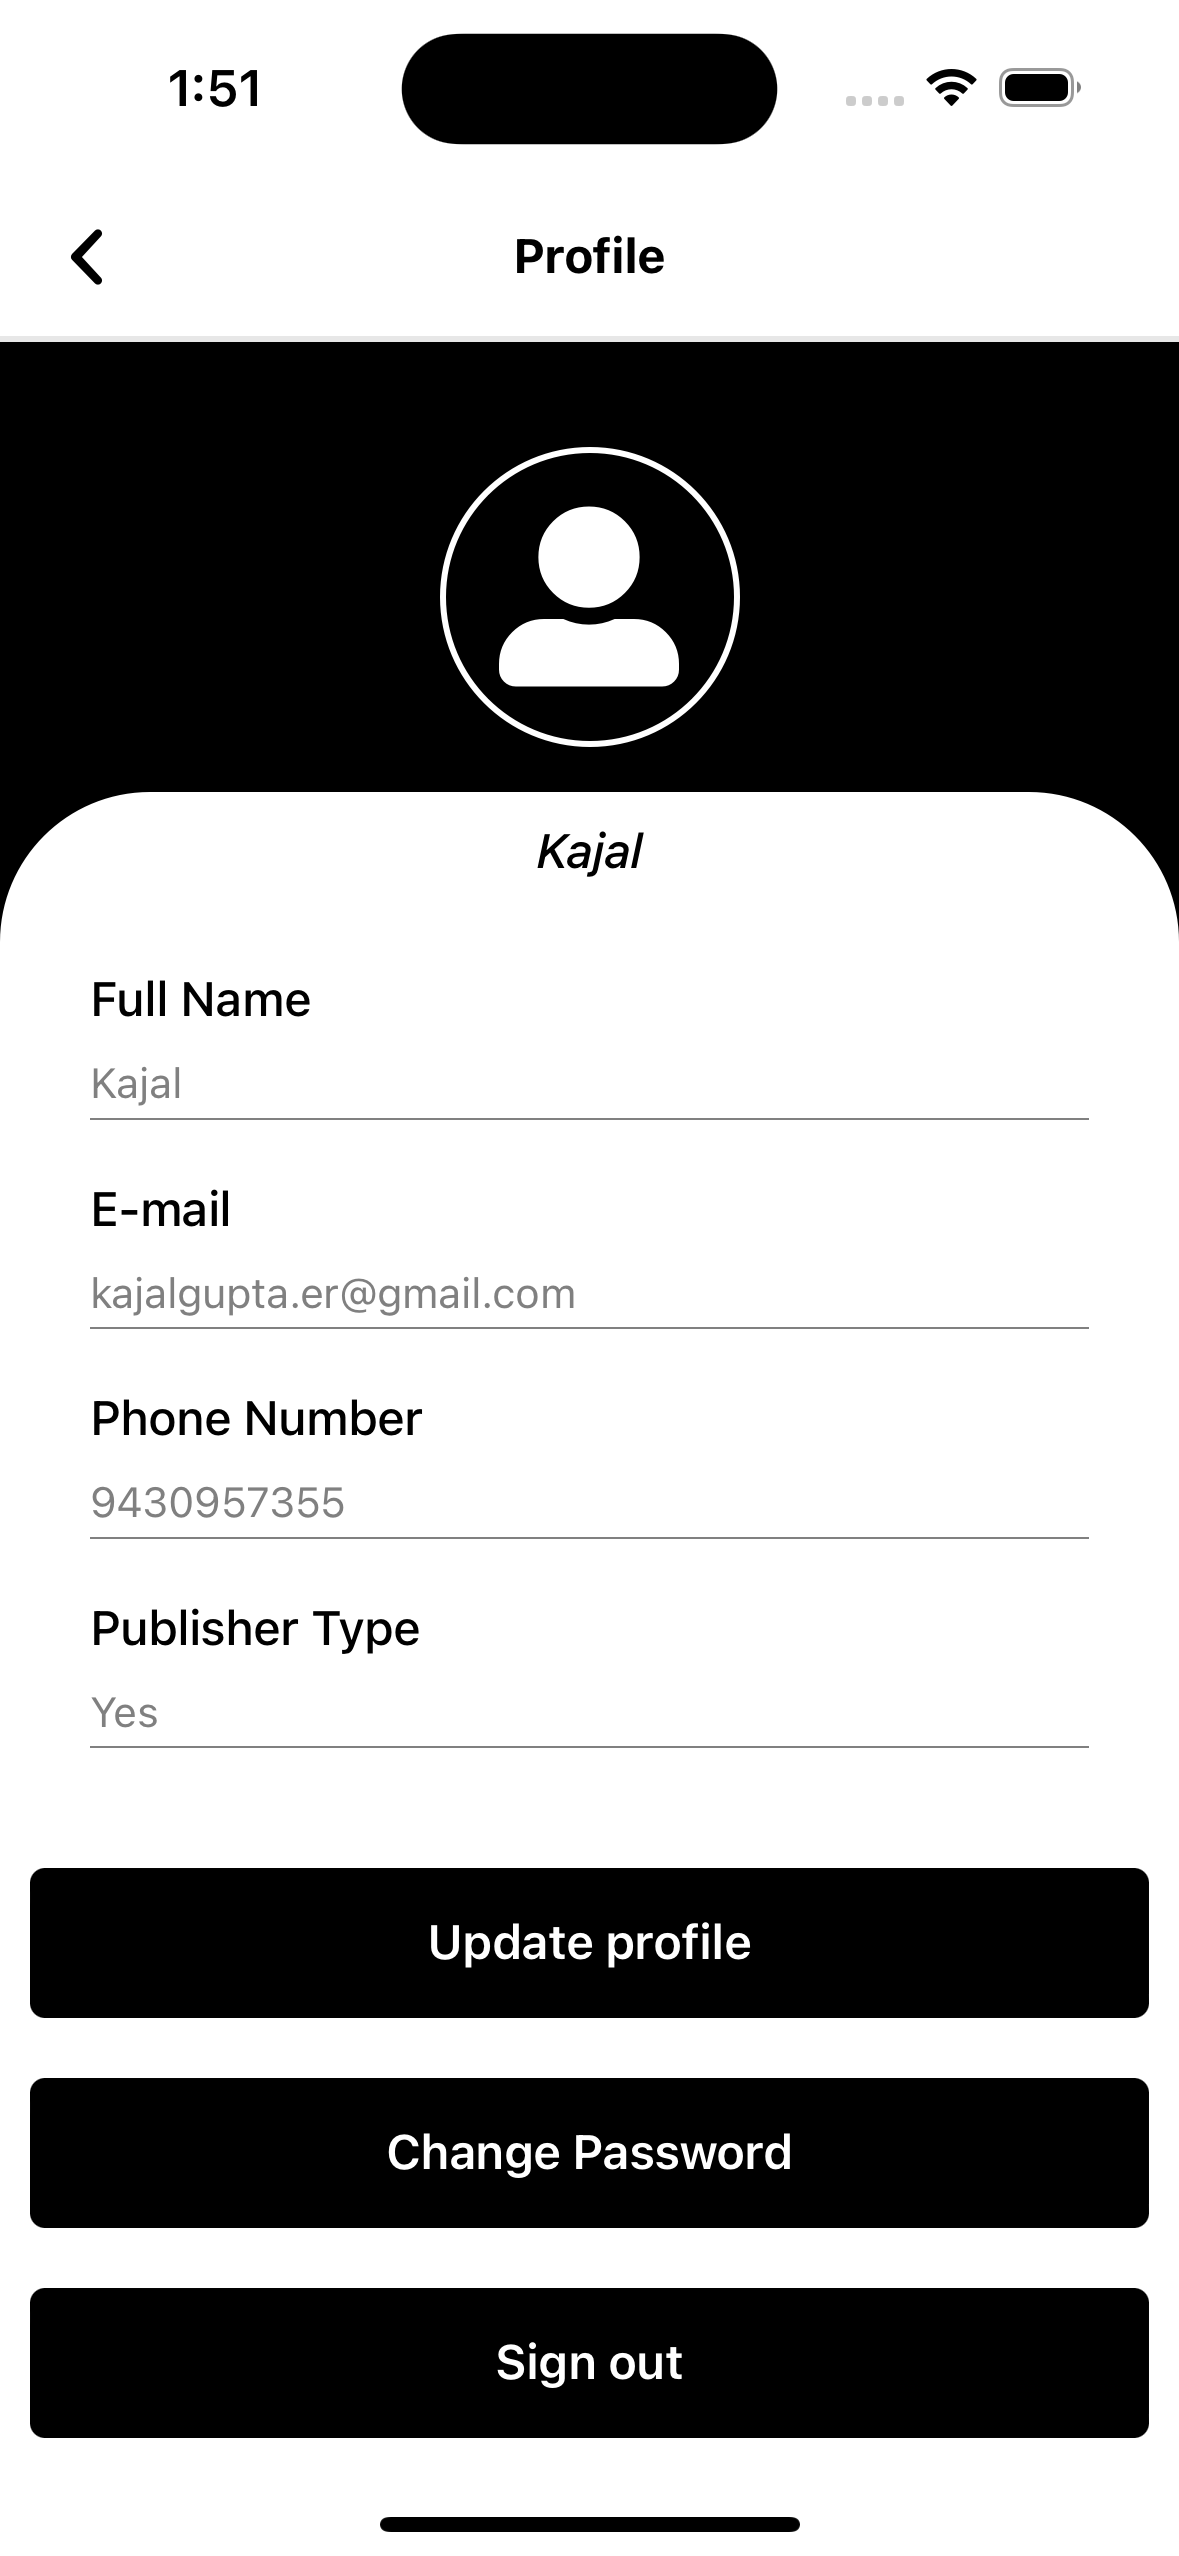 1:51
Profile
Kajal
Full Name
Kajal
E-mail
kajalgupta.er@gmail.com
Phone Number
9430957355
Publisher Type
Yes
Update profile
Change Password
Sign out